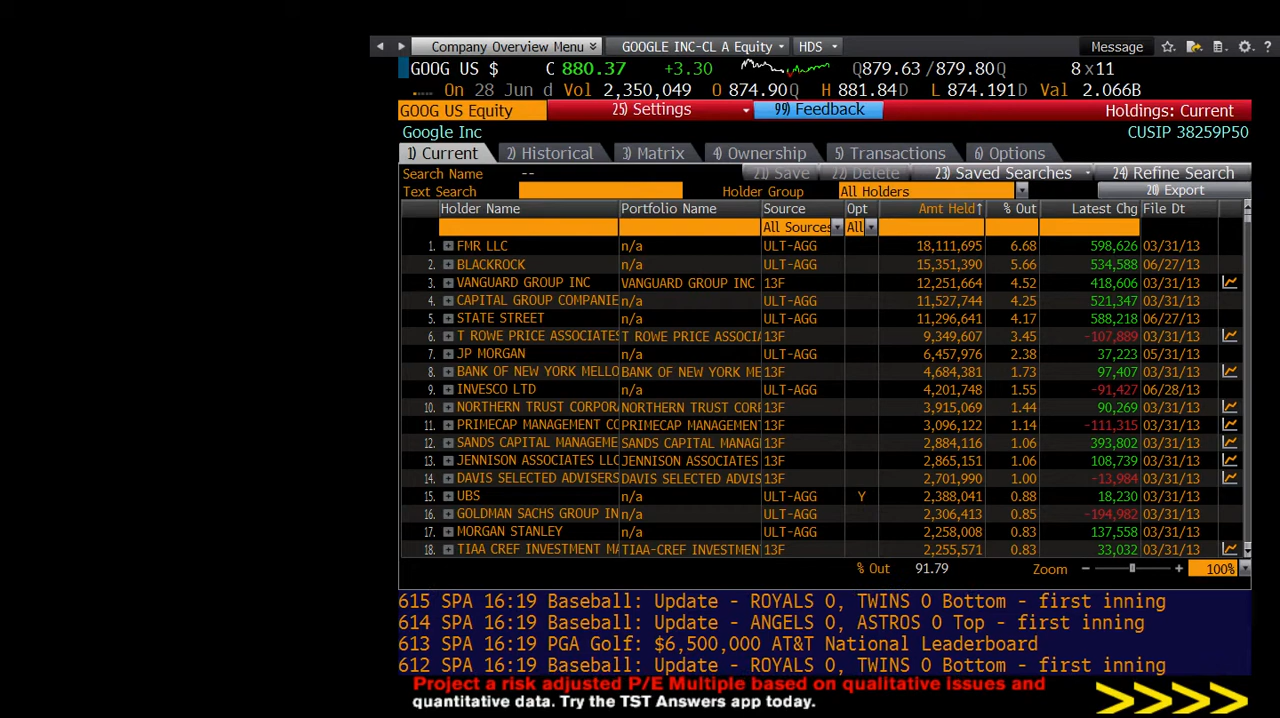 Company Overview Menu GOOGLE INC-CL A Equity HDS Message ?
GOOG US $ C 880.37 +3.30 Q879.63 /879.80Q 8 x11
On 28 Jun d Vol 2,350,049 O 874.90Q H 881.84D L 874.191D Val 2.066B
GOOG US Equity 25) Settings 99) Feedback Holdings: Current
Google Inc CUSIP 38259P50
1) Current 2) Historical 3) Matrix 4) Ownership 5) Transactions 6) Options
Search Name -- 21) Save 22) Delete 23) Saved Searches 24) Refine Search
Text Search Holder Group All Holders 20) Export
Holder Name Portfolio Name Source Opt Amt Held↑ % Out Latest Chg File Dt
All Sources All
1. FMR LLC n/a ULT-AGG 18,111,695 6.68 598,626 03/31/13
2. BLACKROCK n/a ULT-AGG 15,351,390 5.66 534,588 06/27/13
3. VANGUARD GROUP INC VANGUARD GROUP INC 13F 12,251,664 4.52 418,606 03/31/13
4. CAPITAL GROUP COMPANIE n/a ULT-AGG 11,527,744 4.25 521,347 03/31/13
5. STATE STREET n/a ULT-AGG 11,296,641 4.17 588,218 06/27/13
6. T ROWE PRICE ASSOCIATES T ROWE PRICE ASSOCIA 13F 9,349,607 3.45 -107,889 03/31/13
7. JP MORGAN n/a ULT-AGG 6,457,976 2.38 37,223 05/31/13
8. BANK OF NEW YORK MELLO BANK OF NEW YORK ME 13F 4,684,381 1.73 97,407 03/31/13
9. INVESCO LTD n/a ULT-AGG 4,201,748 1.55 -91,427 06/28/13
10. NORTHERN TRUST CORPORA NORTHERN TRUST CORP 13F 3,915,069 1.44 90,269 03/31/13
11. PRIMECAP MANAGEMENT CO PRIMECAP MANAGEMENT 13F 3,096,122 1.14 -111,315 03/31/13
12. SANDS CAPITAL MANAGEME SANDS CAPITAL MANAG 13F 2,884,116 1.06 393,802 03/31/13
13. JENNISON ASSOCIATES LLC JENNISON ASSOCIATES 13F 2,865,151 1.06 108,739 03/31/13
14. DAVIS SELECTED ADVISERS DAVIS SELECTED ADVIS 13F 2,701,990 1.00 -13,984 03/31/13
15. UBS n/a ULT-AGG Y 2,388,041 0.88 18,230 03/31/13
16. GOLDMAN SACHS GROUP IN n/a ULT-AGG 2,306,413 0.85 -194,982 03/31/13
17. MORGAN STANLEY n/a ULT-AGG 2,258,008 0.83 137,558 03/31/13
18. TIAA CREF INVESTMENT MA TIAA-CREF INVESTMEN 13F 2,255,571 0.83 33,032 03/31/13
% Out 91.79 Zoom - + 100%
615 SPA 16:19 Baseball: Update - ROYALS 0, TWINS 0 Bottom - first inning
614 SPA 16:19 Baseball: Update - ANGELS 0, ASTROS 0 Top - first inning
613 SPA 16:19 PGA Golf: $6,500,000 AT&T National Leaderboard
612 SPA 16:19 Baseball: Update - ROYALS 0, TWINS 0 Bottom - first inning
Project a risk adjusted P/E Multiple based on qualitative issues and
quantitative data. Try the TST Answers app today.